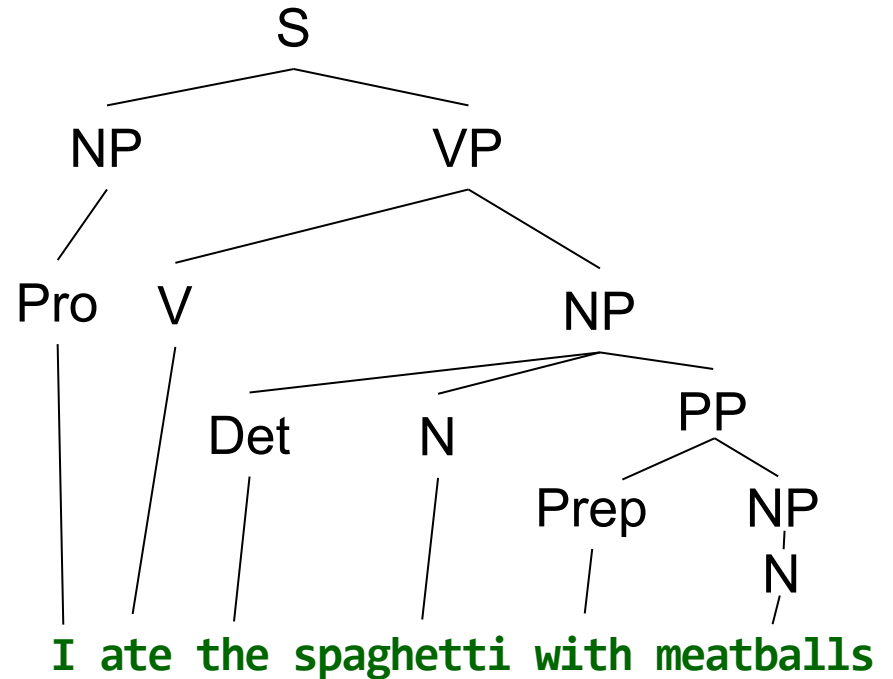 S
NP VP
Pro V NP
Det N PP
Prep NP
N
I ate the spaghetti with meatballs